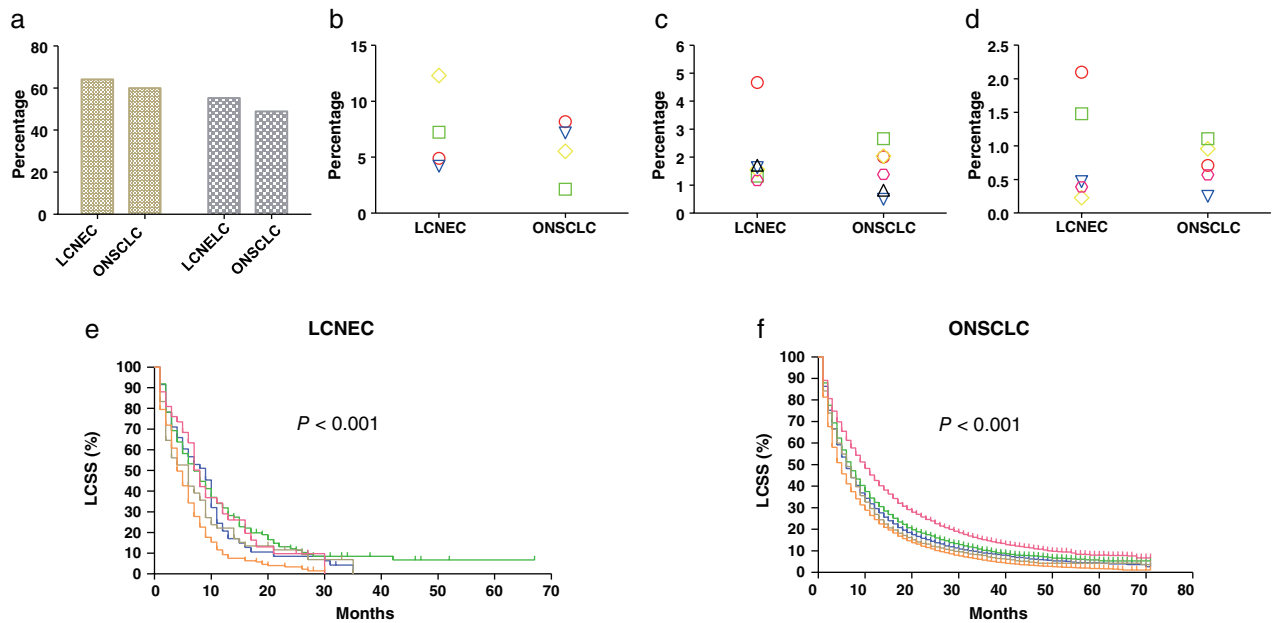 a
b
c
d
80
60
40
20
0
Percentage
LCNEC
ONSCLC
LCNELC
ONSCLC
15
10
5
0
Percentage
LCNEC
ONSCLC
6
5
4
3
2
1
0
Percentage
LCNEC
ONSCLC
2.5
2.0
1.5
1.0
0.5
0.0
Percentage
LCNEC
ONSCLC
e
LCNEC
100
90
80
70
60
50
40
30
20
10
0
LCSS (%)
P < 0.001
0 10 20 30 40 50 60 70
Months
f
ONSCLC
100
90
80
70
60
50
40
30
20
10
0
LCSS (%)
P < 0.001
0 10 20 30 40 50 60 70 80
Months